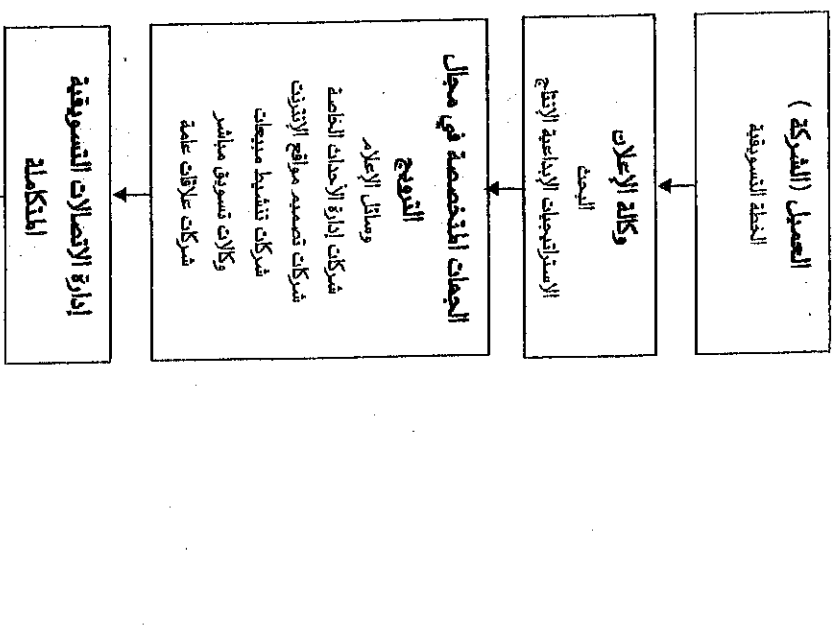 العميل (الشركة )
الخطة التسويقية
وكالة الإعلان
البحث
الاستراتيجيات الإبداعية الإنتاج
الجهات المتخصصة في مجال
الترويج
وسائل الإعلام
شركات إدارة الأحداث الخاصة
شركات تصميم مواقع الإنترنت
شركات تنشيط مبيعات
وكالات تسويق مباشر
شركات علاقات عامة
إدارة الاتصالات التسويقية
المتكاملة